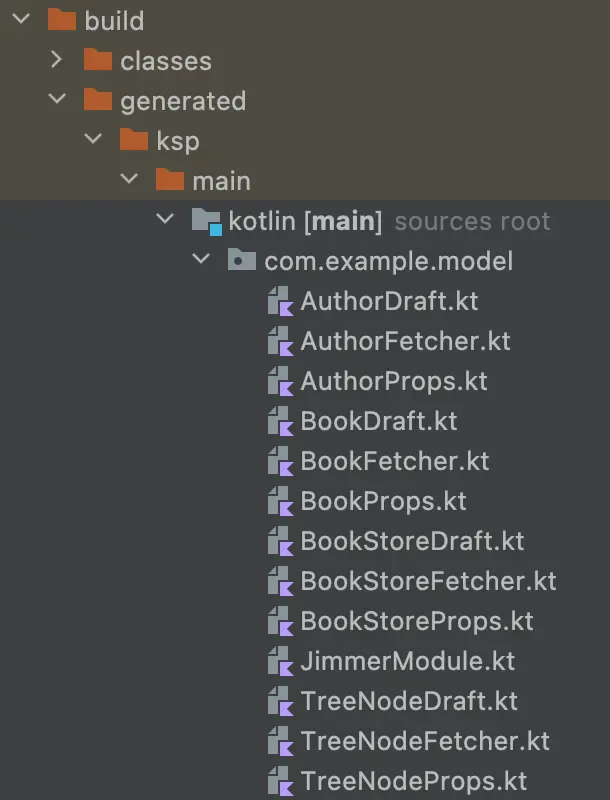 build
classes
generated
ksp
main
kotlin [main] sources root
com.example.model
AuthorDraft.kt
AuthorFetcher.kt
AuthorProps.kt
BookDraft.kt
BookFetcher.kt
BookProps.kt
BookStoreDraft.kt
BookStoreFetcher.kt
BookStoreProps.kt
JimmerModule.kt
TreeNodeDraft.kt
TreeNodeFetcher.kt
TreeNodeProps.kt